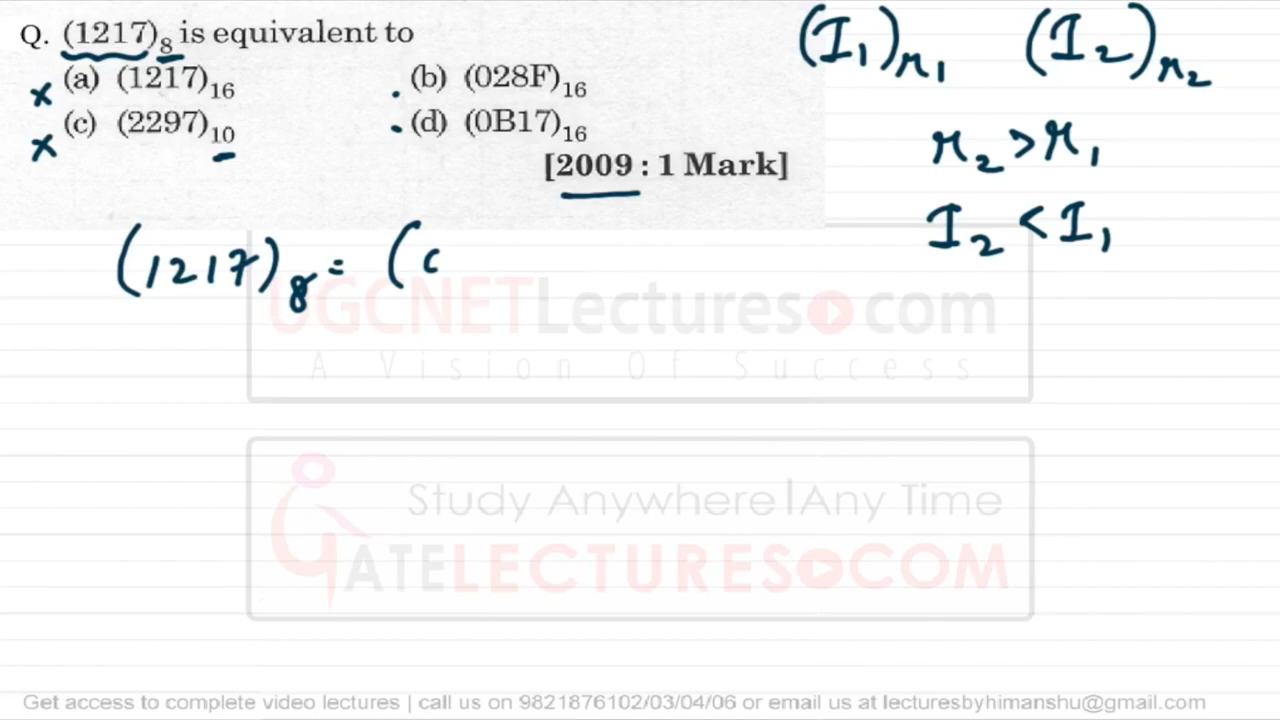 Q. (1217)₈ is equivalent to
× (a) (1217)₁₆ . (b) (028F)₁₆
× (c) (2297)₁₀ . (d) (0B17)₁₆
[2009 : 1 Mark]
(I₁)r₁ (I₂)r₂
r₂ > r₁
I₂ < I₁
(1217)₈ = (0
UGCNETLectures.com
A Vision Of Success
Study Anywhere|Any Time
GATELECTURES.COM
Get access to complete video lectures | call us on 9821876102/03/04/06 or email us at lecturesbyhimanshu@gmail.com